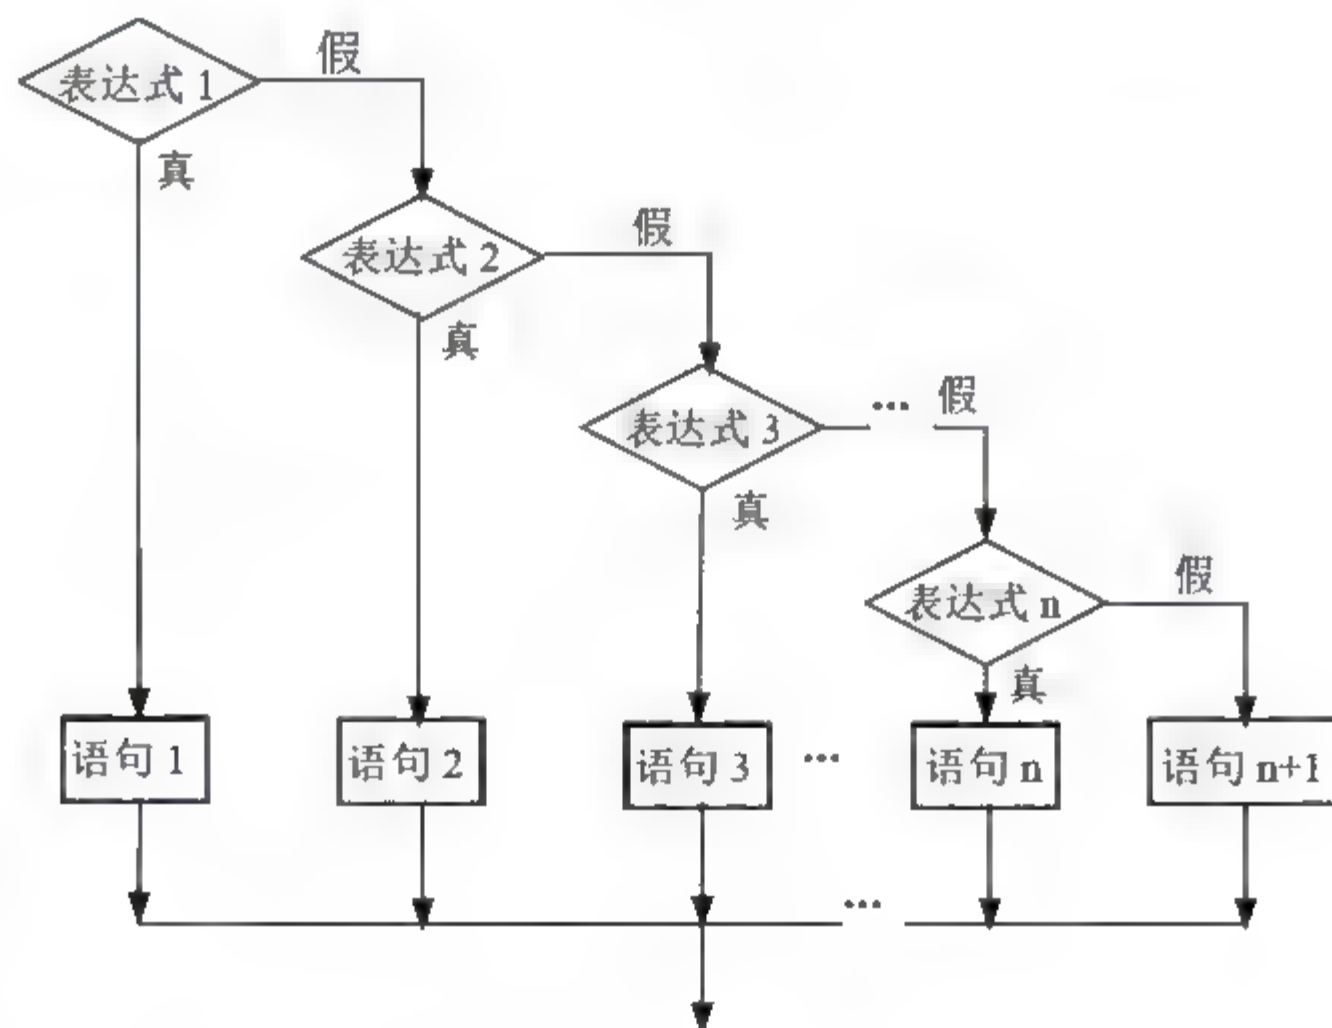 假
表达式 1
真
假
表达式 2
真
… 假
表达式 3
真
假
表达式 n
真
语句 1
语句 2
语句 3
…
语句 n
语句 n+1
…